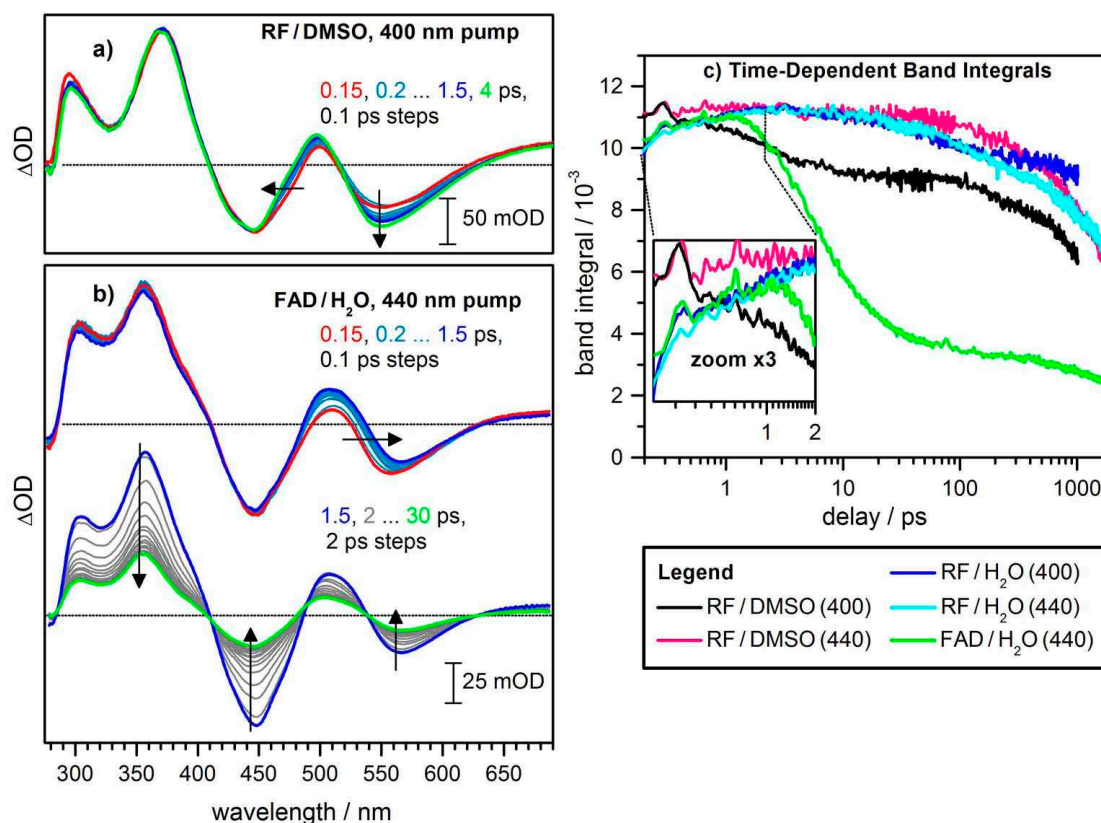 a)
RF / DMSO, 400 nm pump
0.15, 0.2 ... 1.5, 4 ps,
0.1 ps steps
ΔOD
50 mOD
b)
FAD / H₂O, 440 nm pump
0.15, 0.2 ... 1.5 ps,
0.1 ps steps
ΔOD
1.5, 2 ... 30 ps,
2 ps steps
25 mOD
300 350 400 450 500 550 600 650
wavelength / nm
c) Time-Dependent Band Integrals
12
10
8
6
4
2
0
band integral / 10⁻³
zoom x3
1 2
1 10 100 1000
delay / ps
Legend
RF / DMSO (400)
RF / DMSO (440)
RF / H₂O (400)
RF / H₂O (440)
FAD / H₂O (440)